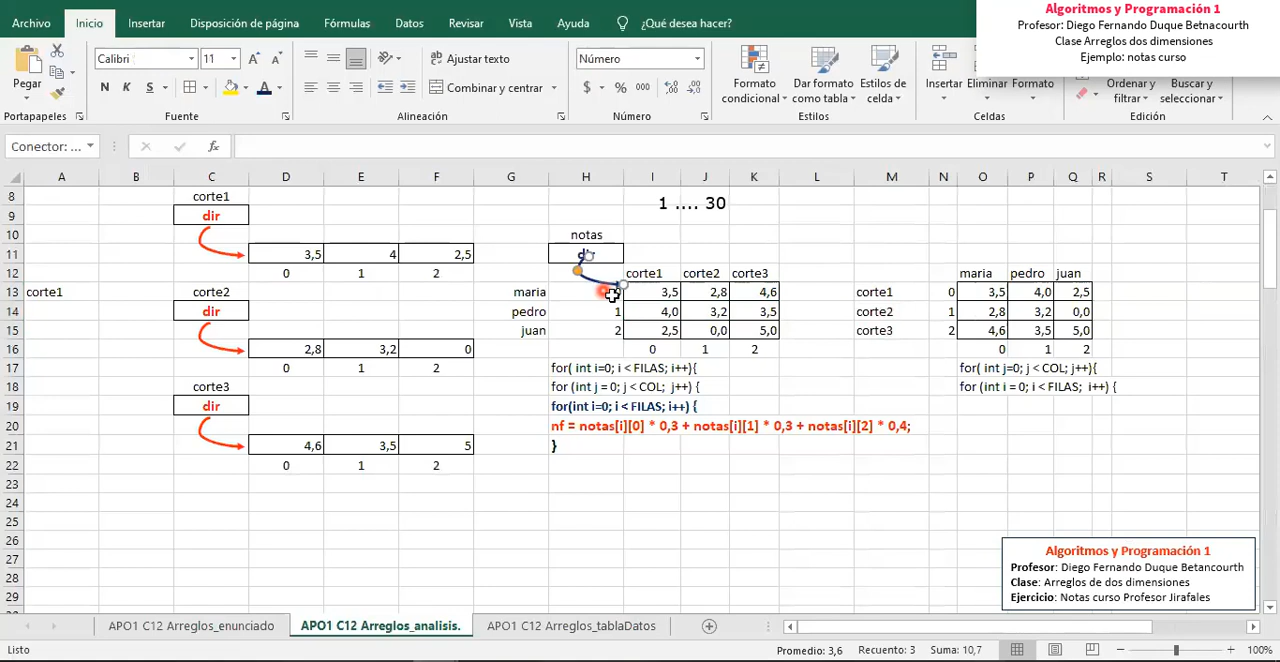 Archivo Inicio Insertar Disposición de página Fórmulas Datos Revisar Vista Ayuda ¿Qué desea hacer?
Algoritmos y Programación 1
Profesor: Diego Fernando Duque Betnacourth
Clase Arreglos dos dimensiones
Ejemplo: notas curso
Calibri 11 Ajustar texto Número
Pegar N K S Combinar y centrar $ % 000
Formato condicional Dar formato como tabla Estilos de celda Insertar Eliminar Formato Ordenar y filtrar Buscar y seleccionar
Portapapeles Fuente Alineación Número Estilos Celdas Edición
Conector: ... fx
A B C D E F G H I J K L M N O P Q R S T
8 corte1 1 .... 30
9 dir
10 notas
11 3,5 4 2,5
12 0 1 2 corte1 corte2 corte3 maria pedro juan
13 corte1 corte2 maria 3,5 2,8 4,6 corte1 0 3,5 4,0 2,5
14 dir pedro 1 4,0 3,2 3,5 corte2 1 2,8 3,2 0,0
15 juan 2 2,5 0,0 5,0 corte3 2 4,6 3,5 5,0
16 2,8 3,2 0 0 1 2 0 1 2
17 0 1 2 for( int i=0; i < FILAS; i++){ for( int j=0; j < COL; j++){
18 corte3 for (int j = 0; j < COL; j++) { for (int i = 0; i < FILAS; i++) {
19 dir for(int i=0; i < FILAS; i++) {
20 nf = notas[i][0] * 0,3 + notas[i][1] * 0,3 + notas[i][2] * 0,4;
21 4,6 3,5 5 }
22 0 1 2
23
24
25
26
27
28
29
Algoritmos y Programación 1
Profesor: Diego Fernando Duque Betancourth
Clase: Arreglos de dos dimensiones
Ejercicio: Notas curso Profesor Jirafales
APO1 C12 Arreglos_enunciado APO1 C12 Arreglos_analisis. APO1 C12 Arreglos_tablaDatos
Listo Promedio: 3,6 Recuento: 3 Suma: 10,7 100%